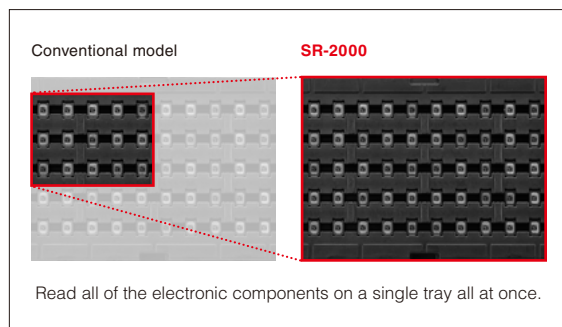 Conventional model
SR-2000
Read all of the electronic components on a single tray all at once.